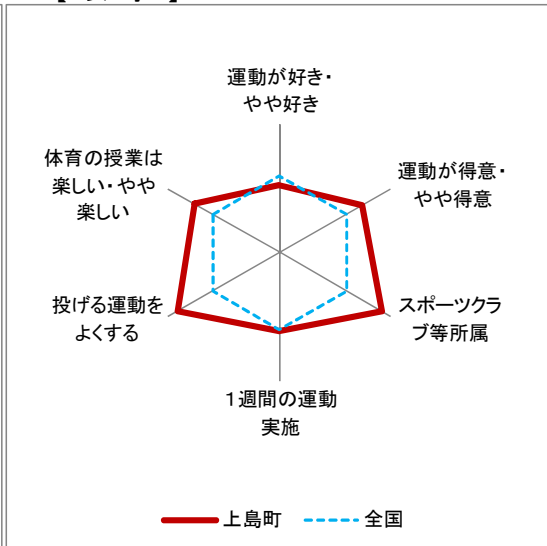 運動が好き・
やや好き
運動が得意・
やや得意
スポーツクラ
ブ等所属
1週間の運動
実施
投げる運動を
よくする
体育の授業は
楽しい・やや
楽しい
上島町
全国